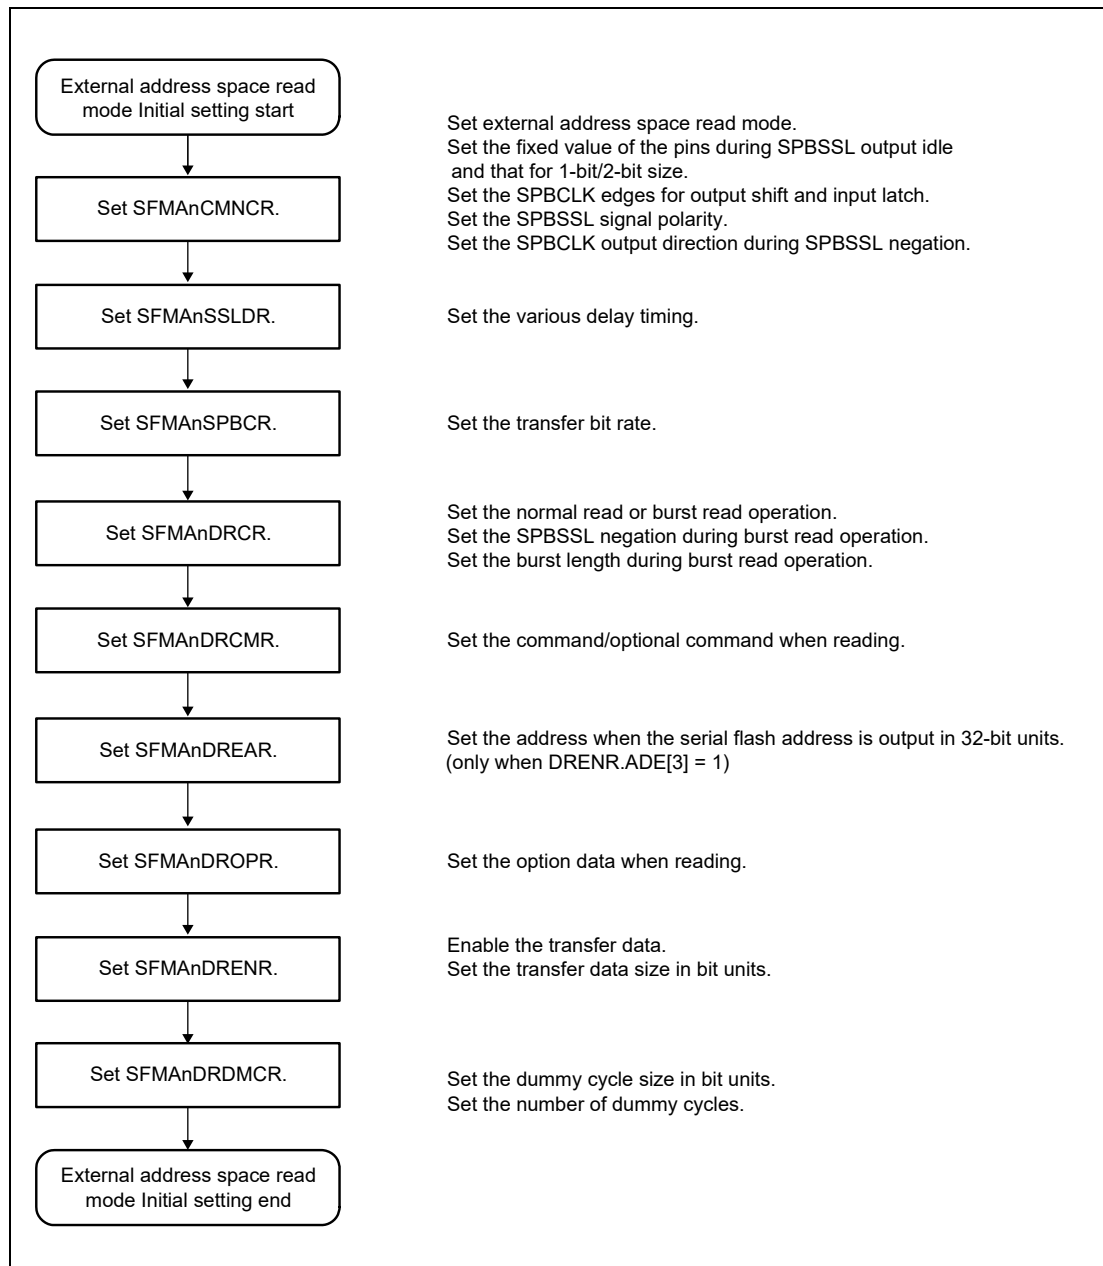 External address space read
mode Initial setting start
Set external address space read mode.
Set the fixed value of the pins during SPBSSL output idle
and that for 1-bit/2-bit size.
Set SFMAnCMNCR.
Set the SPBCLK edges for output shift and input latch.
Set the SPBSSL signal polarity.
Set the SPBCLK output direction during SPBSSL negation.
Set SFMAnSSLDR.
Set the various delay timing.
Set SFMAnSPBCR.
Set the transfer bit rate.
Set SFMAnDRCR.
Set the normal read or burst read operation.
Set the SPBSSL negation during burst read operation.
Set the burst length during burst read operation.
Set SFMAnDRCMR.
Set the command/optional command when reading.
Set SFMAnDREAR.
Set the address when the serial flash address is output in 32-bit units.
(only when DRENR.ADE[3] = 1)
Set SFMAnDROPR.
Set the option data when reading.
Set SFMAnDRENR.
Enable the transfer data.
Set the transfer data size in bit units.
Set SFMAnDRDMCR.
Set the dummy cycle size in bit units.
Set the number of dummy cycles.
External address space read
mode Initial setting end